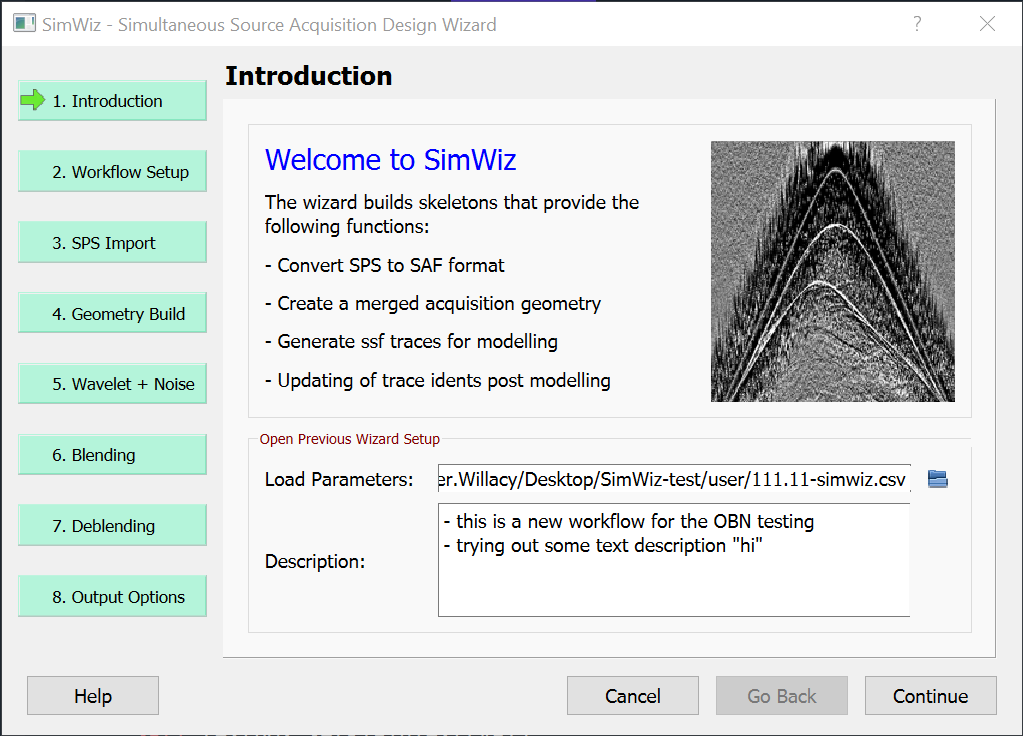 SimWiz - Simultaneous Source Acquisition Design Wizard
?
Introduction
1. Introduction
2. Workflow Setup
3. SPS Import
4. Geometry Build
5. Wavelet + Noise
6. Blending
7. Deblending
8. Output Options
Welcome to SimWiz
The wizard builds skeletons that provide the
following functions:
- Convert SPS to SAF format
- Create a merged acquisition geometry
- Generate ssf traces for modelling
- Updating of trace idents post modelling
Open Previous Wizard Setup
Load Parameters:
er.Willacy/Desktop/SimWiz-test/user/111.11-simwiz.csv
Description:
- this is a new workflow for the OBN testing
- trying out some text description "hi"
Help
Cancel
Go Back
Continue